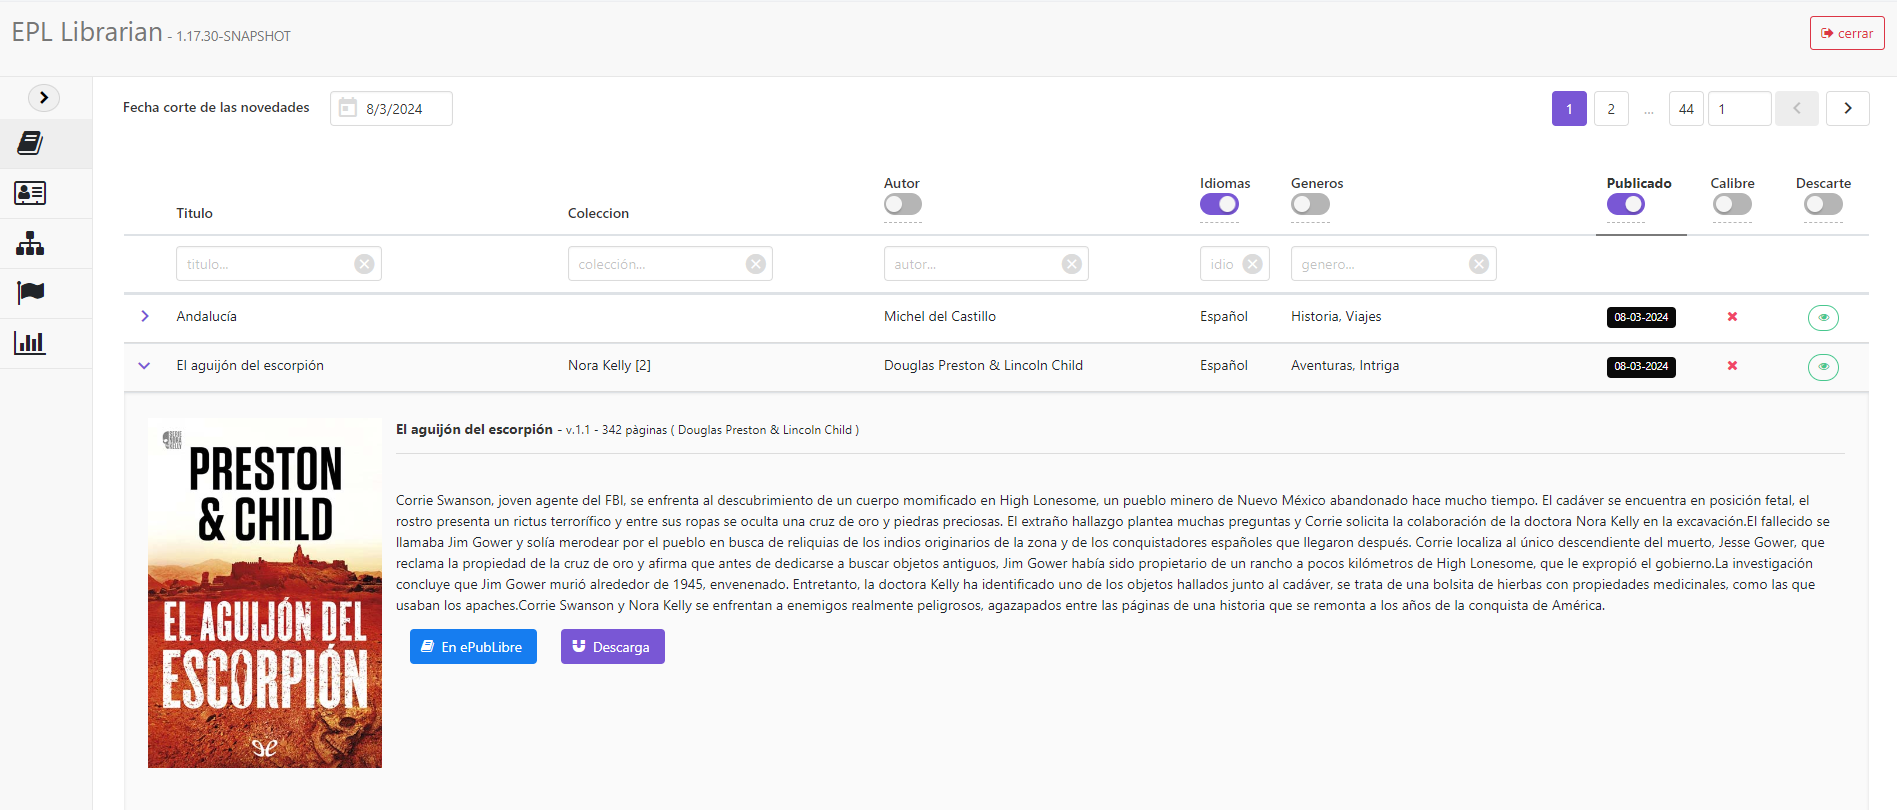 EPL Librarian - 1.17.30-SNAPSHOT
cerrar
Fecha corte de las novedades
8/3/2024
1 2 ... 44 1
Titulo Coleccion Autor Idiomas Generos Publicado Calibre Descarte
titulo... colección... autor... idio genero...
Andalucía Michel del Castillo Español Historia, Viajes 08-03-2024
El aguijón del escorpión Nora Kelly [2] Douglas Preston & Lincoln Child Español Aventuras, Intriga 08-03-2024
SERIE
NORA
KELLY
PRESTON
& CHILD
EL AGUIJÓN DEL
ESCORPIÓN
El aguijón del escorpión - v.1.1 - 342 pàginas ( Douglas Preston & Lincoln Child )
Corrie Swanson, joven agente del FBI, se enfrenta al descubrimiento de un cuerpo momificado en High Lonesome, un pueblo minero de Nuevo México abandonado hace mucho tiempo. El cadáver se encuentra en posición fetal, el
rostro presenta un rictus terrorífico y entre sus ropas se oculta una cruz de oro y piedras preciosas. El extraño hallazgo plantea muchas preguntas y Corrie solicita la colaboración de la doctora Nora Kelly en la excavación.El fallecido se
llamaba Jim Gower y solía merodear por el pueblo en busca de reliquias de los indios originarios de la zona y de los conquistadores españoles que llegaron después. Corrie localiza al único descendiente del muerto, Jesse Gower, que
reclama la propiedad de la cruz de oro y afirma que antes de dedicarse a buscar objetos antiguos, Jim Gower había sido propietario de un rancho a pocos kilómetros de High Lonesome, que le expropió el gobierno.La investigación
concluye que Jim Gower murió alrededor de 1945, envenenado. Entretanto, la doctora Kelly ha identificado uno de los objetos hallados junto al cadáver, se trata de una bolsita de hierbas con propiedades medicinales, como las que
usaban los apaches.Corrie Swanson y Nora Kelly se enfrentan a enemigos realmente peligrosos, agazapados entre las páginas de una historia que se remonta a los años de la conquista de América.
En ePubLibre
Descarga